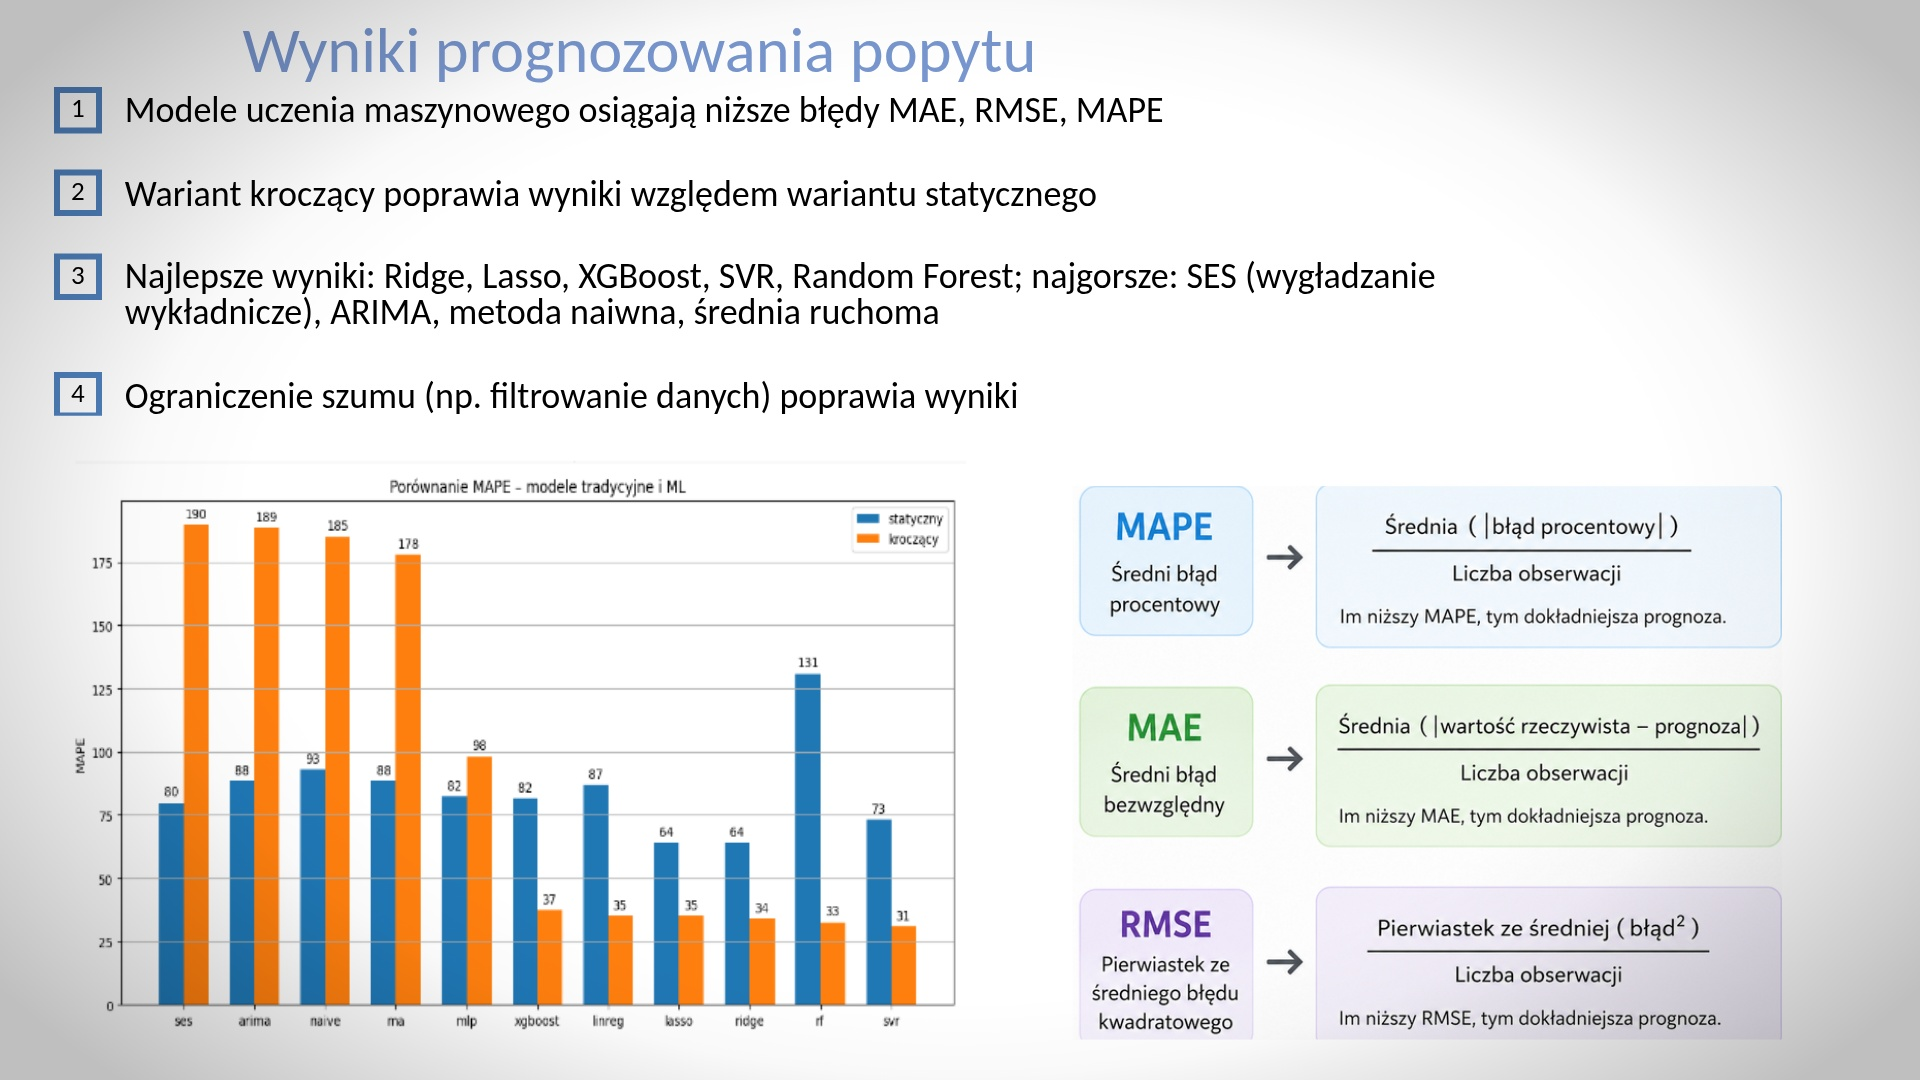 Wyniki prognozowania popytu
1 Modele uczenia maszynowego osiągają niższe błędy MAE, RMSE, MAPE
2 Wariant kroczący poprawia wyniki względem wariantu statycznego
3 Najlepsze wyniki: Ridge, Lasso, XGBoost, SVR, Random Forest; najgorsze: SES (wygładzanie
wykładnicze), ARIMA, metoda naiwna, średnia ruchoma
4 Ograniczenie szumu (np. filtrowanie danych) poprawia wyniki
Porównanie MAPE – modele tradycyjne i ML
statyczny
kroczący
MAPE
175
150
125
100
75
50
25
0
80 190
88 189
93 185
88 178
82 98
82 37
87 35
64 35
64 34
131 33
73 31
ses arima naive ma mlp xgboost linreg lasso ridge rf svr
MAPE
Średni błąd
procentowy
Średnia (|błąd procentowy|)
Liczba obserwacji
Im niższy MAPE, tym dokładniejsza prognoza.
MAE
Średni błąd
bezwzględny
Średnia (|wartość rzeczywista – prognoza|)
Liczba obserwacji
Im niższy MAE, tym dokładniejsza prognoza.
RMSE
Pierwiastek ze
średniego błędu
kwadratowego
Pierwiastek ze średniej (błąd²)
Liczba obserwacji
Im niższy RMSE, tym dokładniejsza prognoza.